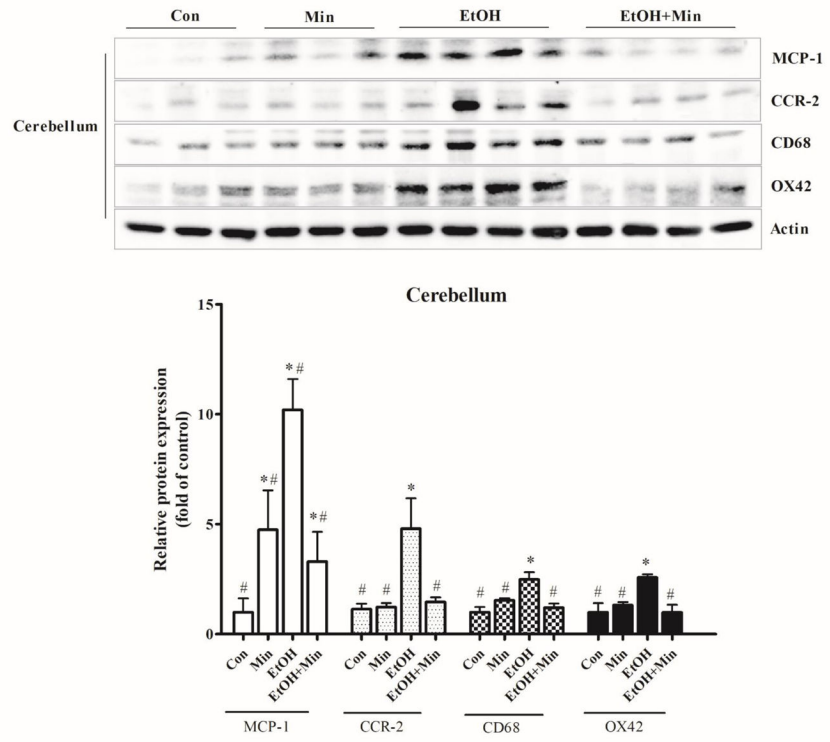 Con Min EtOH EtOH+Min
MCP-1
CCR-2
Cerebellum
CD68
OX42
Actin
Cerebellum
15
10
5
0
Relative protein expression
(fold of control)
# *# *# *#
# # * #
# # * #
# # * #
Con Min EtOH EtOH+Min Con Min EtOH EtOH+Min Con Min EtOH EtOH+Min Con Min EtOH EtOH+Min
MCP-1 CCR-2 CD68 OX42